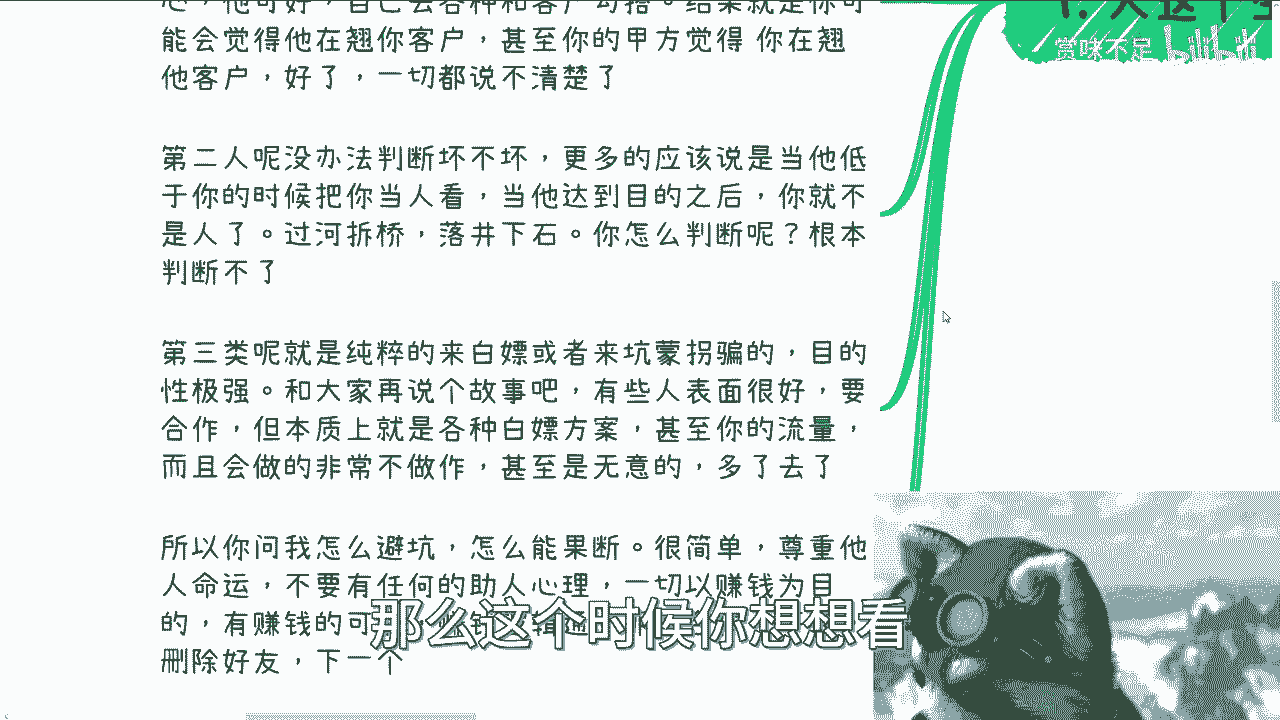 心，他可好，自己去各种和客户勾搭。结果就是你可
能会觉得他在翘你客户，甚至你的甲方觉得 你在翘
他客户，好了，一切都说不清楚了
第二人呢没办法判断坏不坏，更多的应该说是当他低
于你的时候把你当人看，当他达到目的之后，你就不
是人了。过河拆桥，落井下石。你怎么判断呢？根本
判断不了
第三类呢就是纯粹的来白嫖或者来坑蒙拐骗的，目的
性极强。和大家再说个故事吧，有些人表面很好，要
合作，但本质上就是各种白嫖方案，甚至你的流量，
而且会做的非常不做作，甚至是无意的，多了去了
所以你问我怎么避坑，怎么能果断。很简单，尊重他
人命运，不要有任何的助人心理，一切以赚钱为目
的，有赚钱的可
删除好友，下一个
那么这个时候你想想看
1. 人这个
赏味不足 bilibili